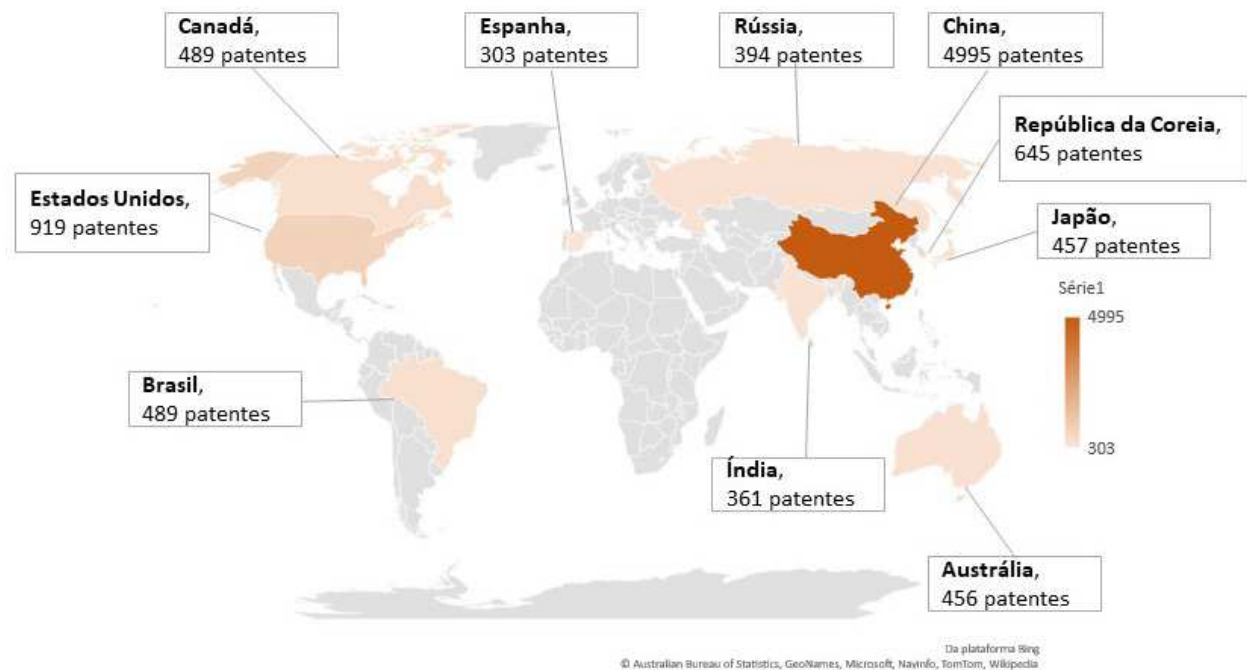 Canadá,
489 patentes
Espanha,
303 patentes
Rússia,
394 patentes
China,
4995 patentes
República da Coreia,
645 patentes
Estados Unidos,
919 patentes
Japão,
457 patentes
Série1
4995
303
Brasil,
489 patentes
Índia,
361 patentes
Austrália,
456 patentes
Da plataforma Bing
© Australian Bureau of Statistics, GeoNames, Microsoft, Navinfo, TomTom, Wikipedia